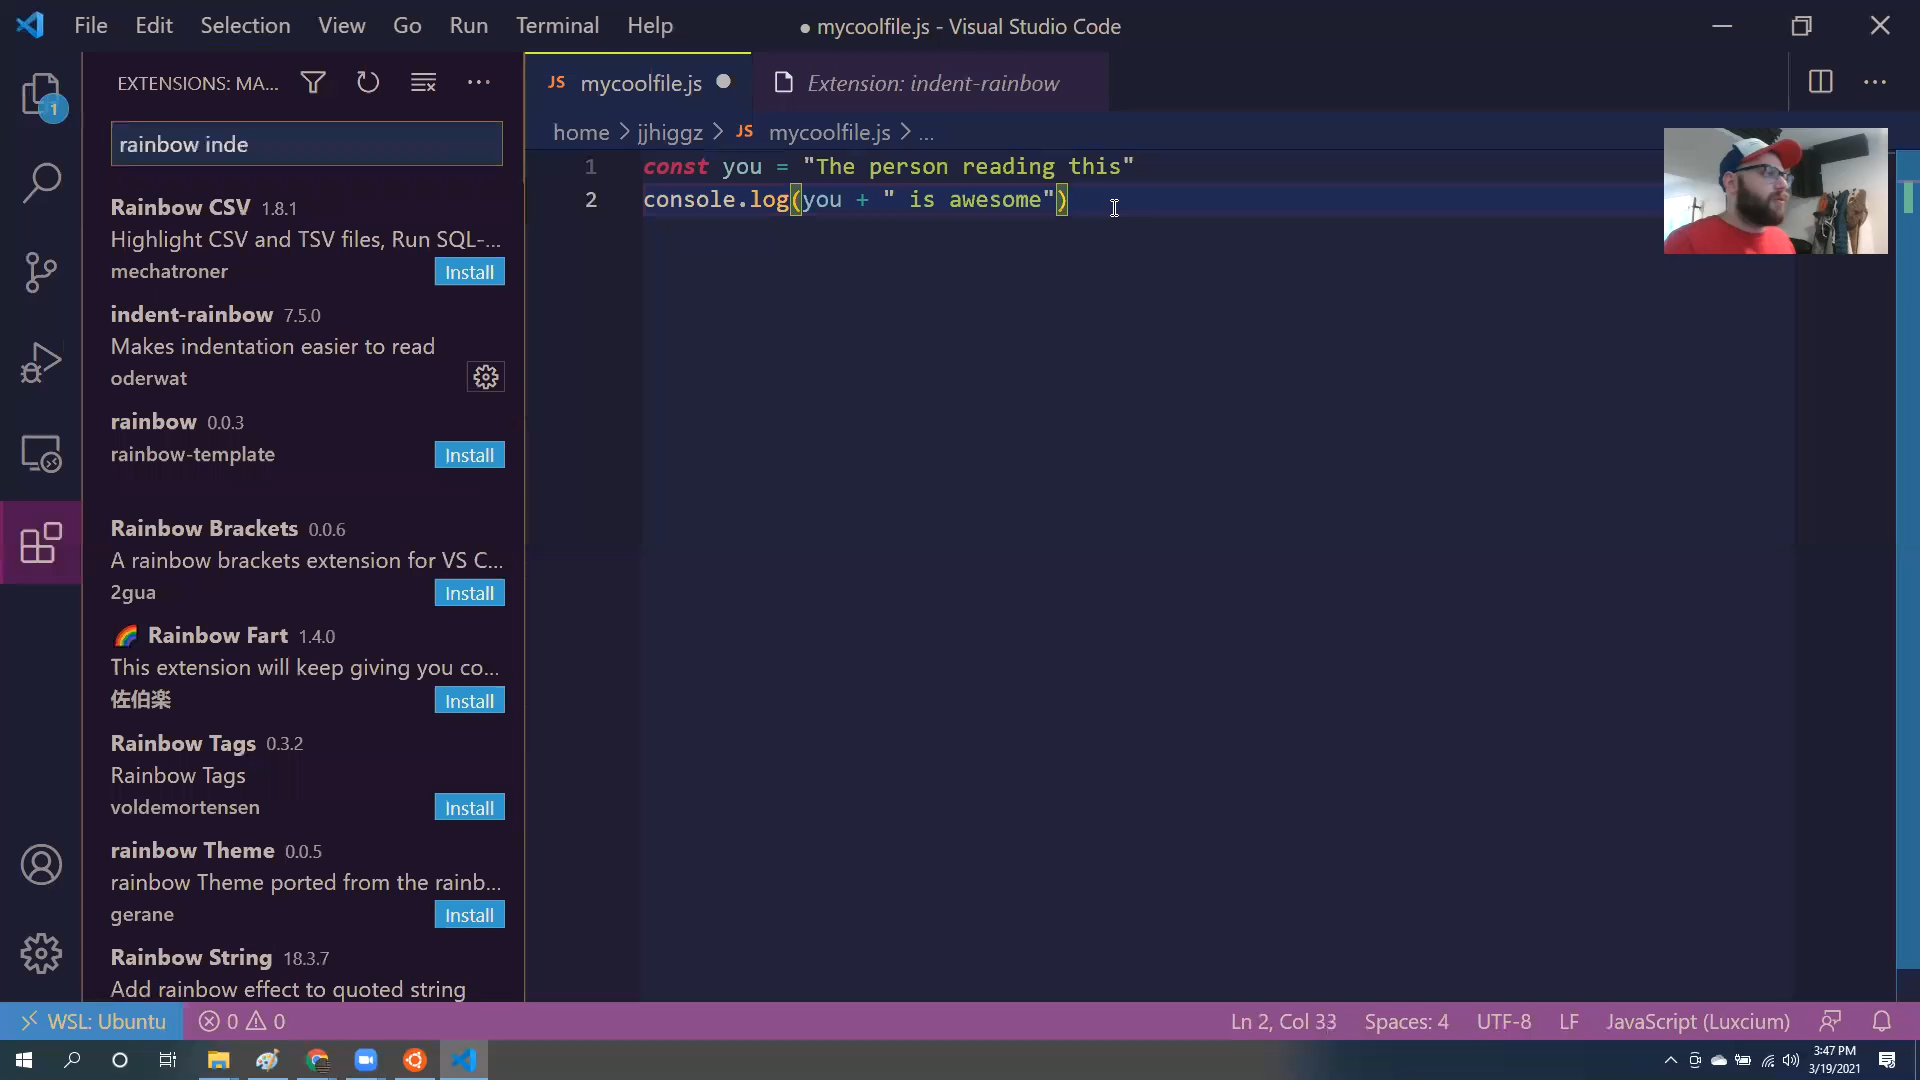 File Edit Selection View Go Run Terminal Help
● mycoolfile.js - Visual Studio Code
EXTENSIONS: MA...
rainbow inde
Rainbow CSV 1.8.1
Highlight CSV and TSV files, Run SQL-...
mechatroner
Install
indent-rainbow 7.5.0
Makes indentation easier to read
oderwat
rainbow 0.0.3
rainbow-template
Install
Rainbow Brackets 0.0.6
A rainbow brackets extension for VS C...
2gua
Install
🌈 Rainbow Fart 1.4.0
This extension will keep giving you co...
佐伯楽
Install
Rainbow Tags 0.3.2
Rainbow Tags
voldemortensen
Install
rainbow Theme 0.0.5
rainbow Theme ported from the rainb...
gerane
Install
Rainbow String 18.3.7
Add rainbow effect to quoted string
1
JS mycoolfile.js
Extension: indent-rainbow
home > jjhiggz > JS mycoolfile.js > ...
1 const you = "The person reading this"
2 console.log(you + " is awesome")
WSL: Ubuntu
0 0
Ln 2, Col 33
Spaces: 4
UTF-8
LF
JavaScript (Luxcium)
3:47 PM
3/19/2021